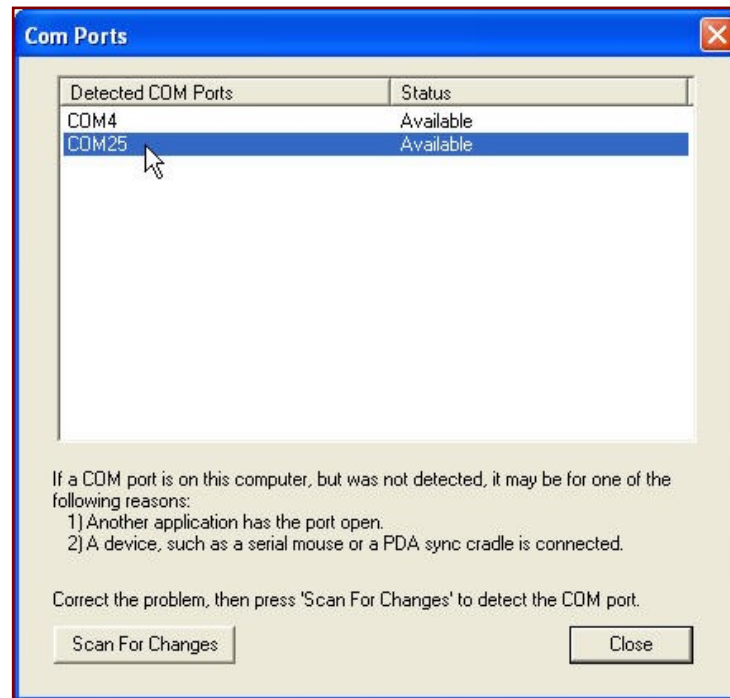 Com Ports
Detected COM Ports Status
COM4 Available
COM25 Available
If a COM port is on this computer, but was not detected, it may be for one of the
following reasons:
1) Another application has the port open.
2) A device, such as a serial mouse or a PDA sync cradle is connected.
Correct the problem, then press 'Scan For Changes' to detect the COM port.
Scan For Changes Close